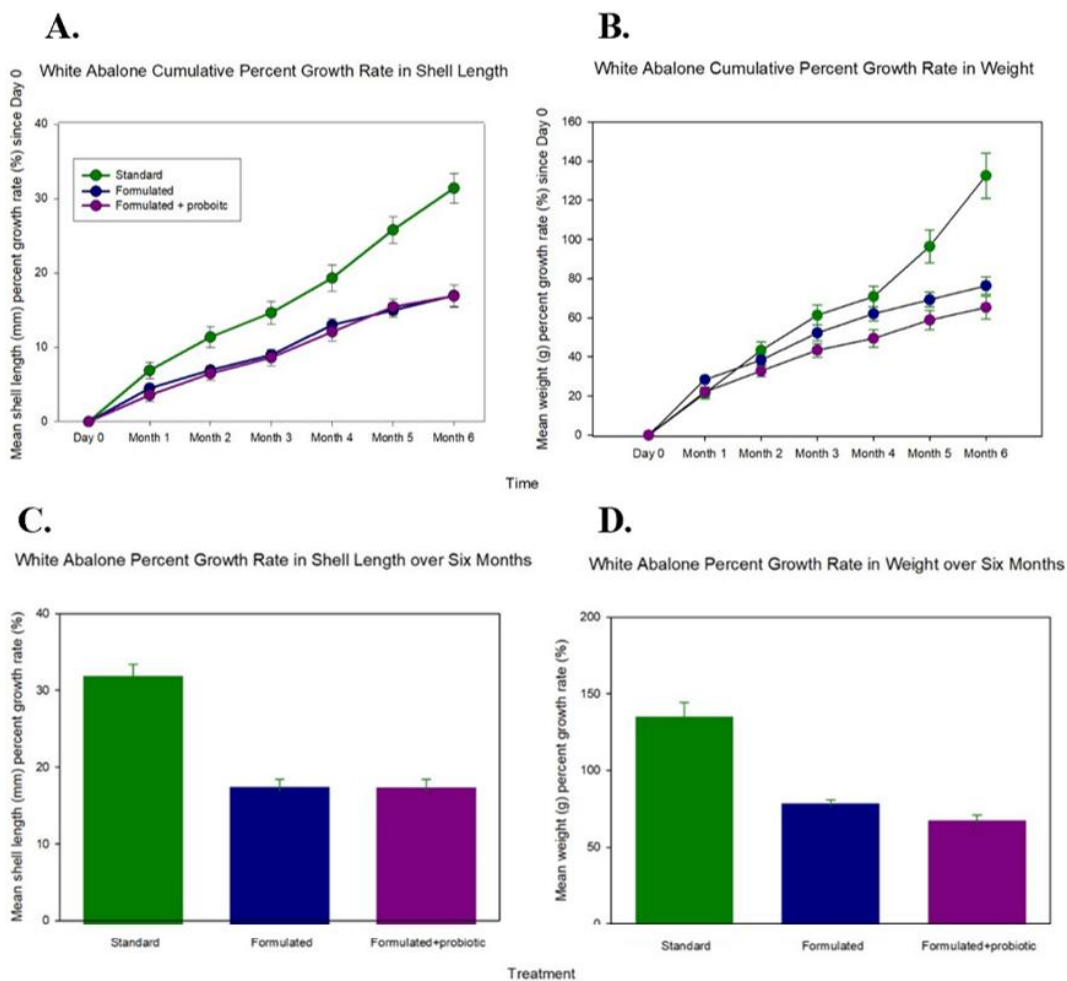 A.
White Abalone Cumulative Percent Growth Rate in Shell Length
Mean shell length (mm) percent growth rate (%) since Day 0
40
30
20
10
0
Standard
Formulated
Formulated + proboitc
Day 0 Month 1 Month 2 Month 3 Month 4 Month 5 Month 6
B.
White Abalone Cumulative Percent Growth Rate in Weight
Mean weight (g) percent growth rate (%) since Day 0
160
140
120
100
80
60
40
20
0
Day 0 Month 1 Month 2 Month 3 Month 4 Month 5 Month 6
Time
C.
White Abalone Percent Growth Rate in Shell Length over Six Months
Mean shell length (mm) percent growth rate (%)
40
30
20
10
0
Standard Formulated Formulated+probiotic
D.
White Abalone Percent Growth Rate in Weight over Six Months
Mean weight (g) percent growth rate (%)
200
150
100
50
0
Standard Formulated Formulated+probiotic
Treatment